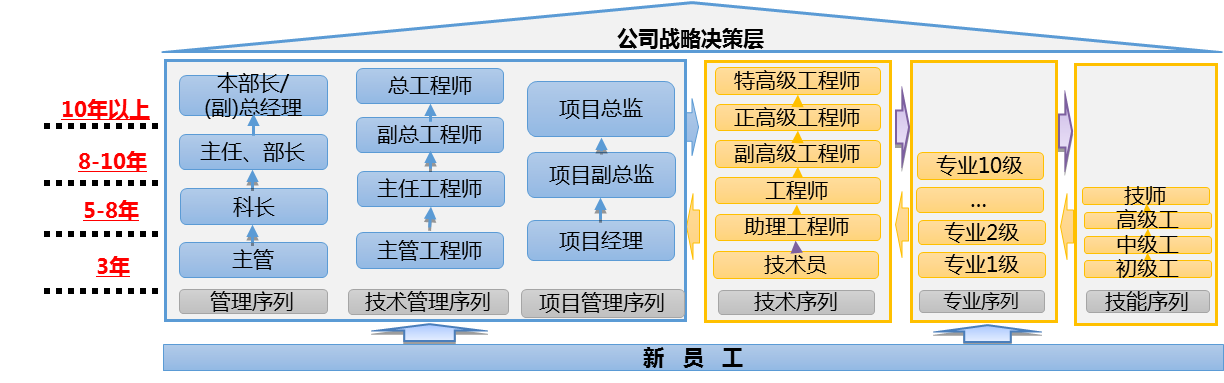 公司战略决策层
10年以上
8-10年
5-8年
3年
本部长/
(副)总经理
主任、部长
科长
主管
管理序列
总工程师
副总工程师
主任工程师
主管工程师
技术管理序列
项目总监
项目副总监
项目经理
项目管理序列
特高级工程师
正高级工程师
副高级工程师
工程师
助理工程师
技术员
技术序列
专业10级
...
专业2级
专业1级
专业序列
技师
高级工
中级工
初级工
技能序列
新 员 工